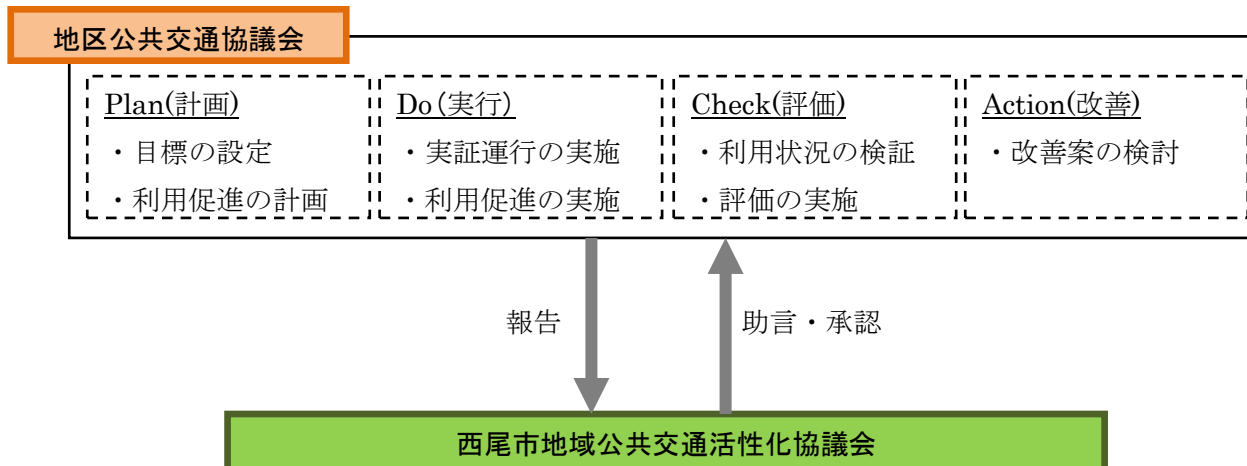 地区公共交通協議会
Plan(計画)
・目標の設定
・利用促進の計画
Do(実行)
・実証運行の実施
・利用促進の実施
Check(評価)
・利用状況の検証
・評価の実施
Action(改善)
・改善案の検討
報告
助言・承認
西尾市地域公共交通活性化協議会